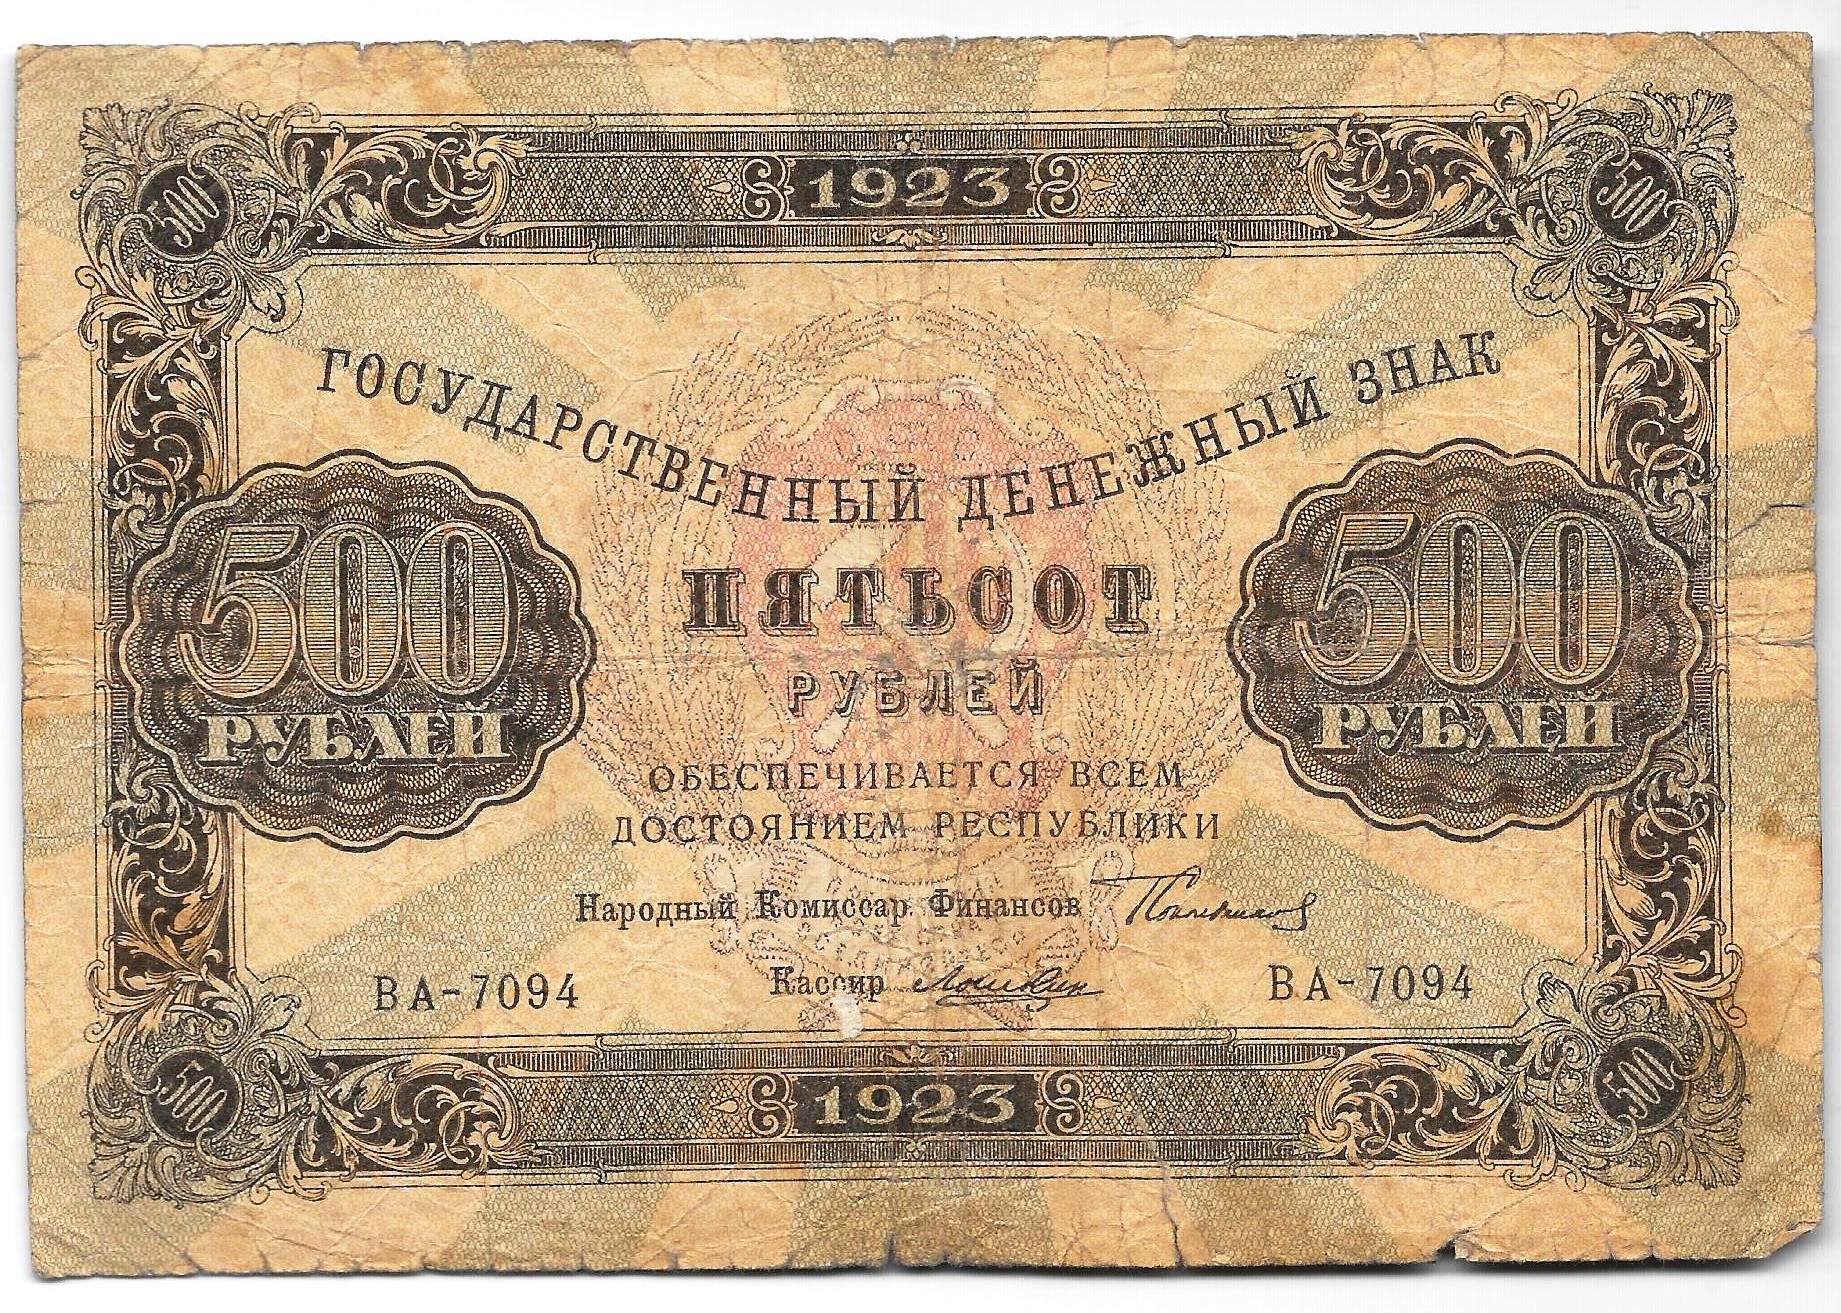 1923
500
500
ГОСУДАРСТВЕННЫЙ ДЕНЕЖНЫЙ ЗНАК
500
РУБЛЕЙ
ПЯТЬСОТ
РУБЛЕЙ
500
РУБЛЕЙ
ОБЕСПЕЧИВАЕТСЯ ВСЕМ
ДОСТОЯНИЕМ РЕСПУБЛИКИ
Народный Комиссар Финансов
Кассир
ВА-7094
ВА-7094
500
1923
500